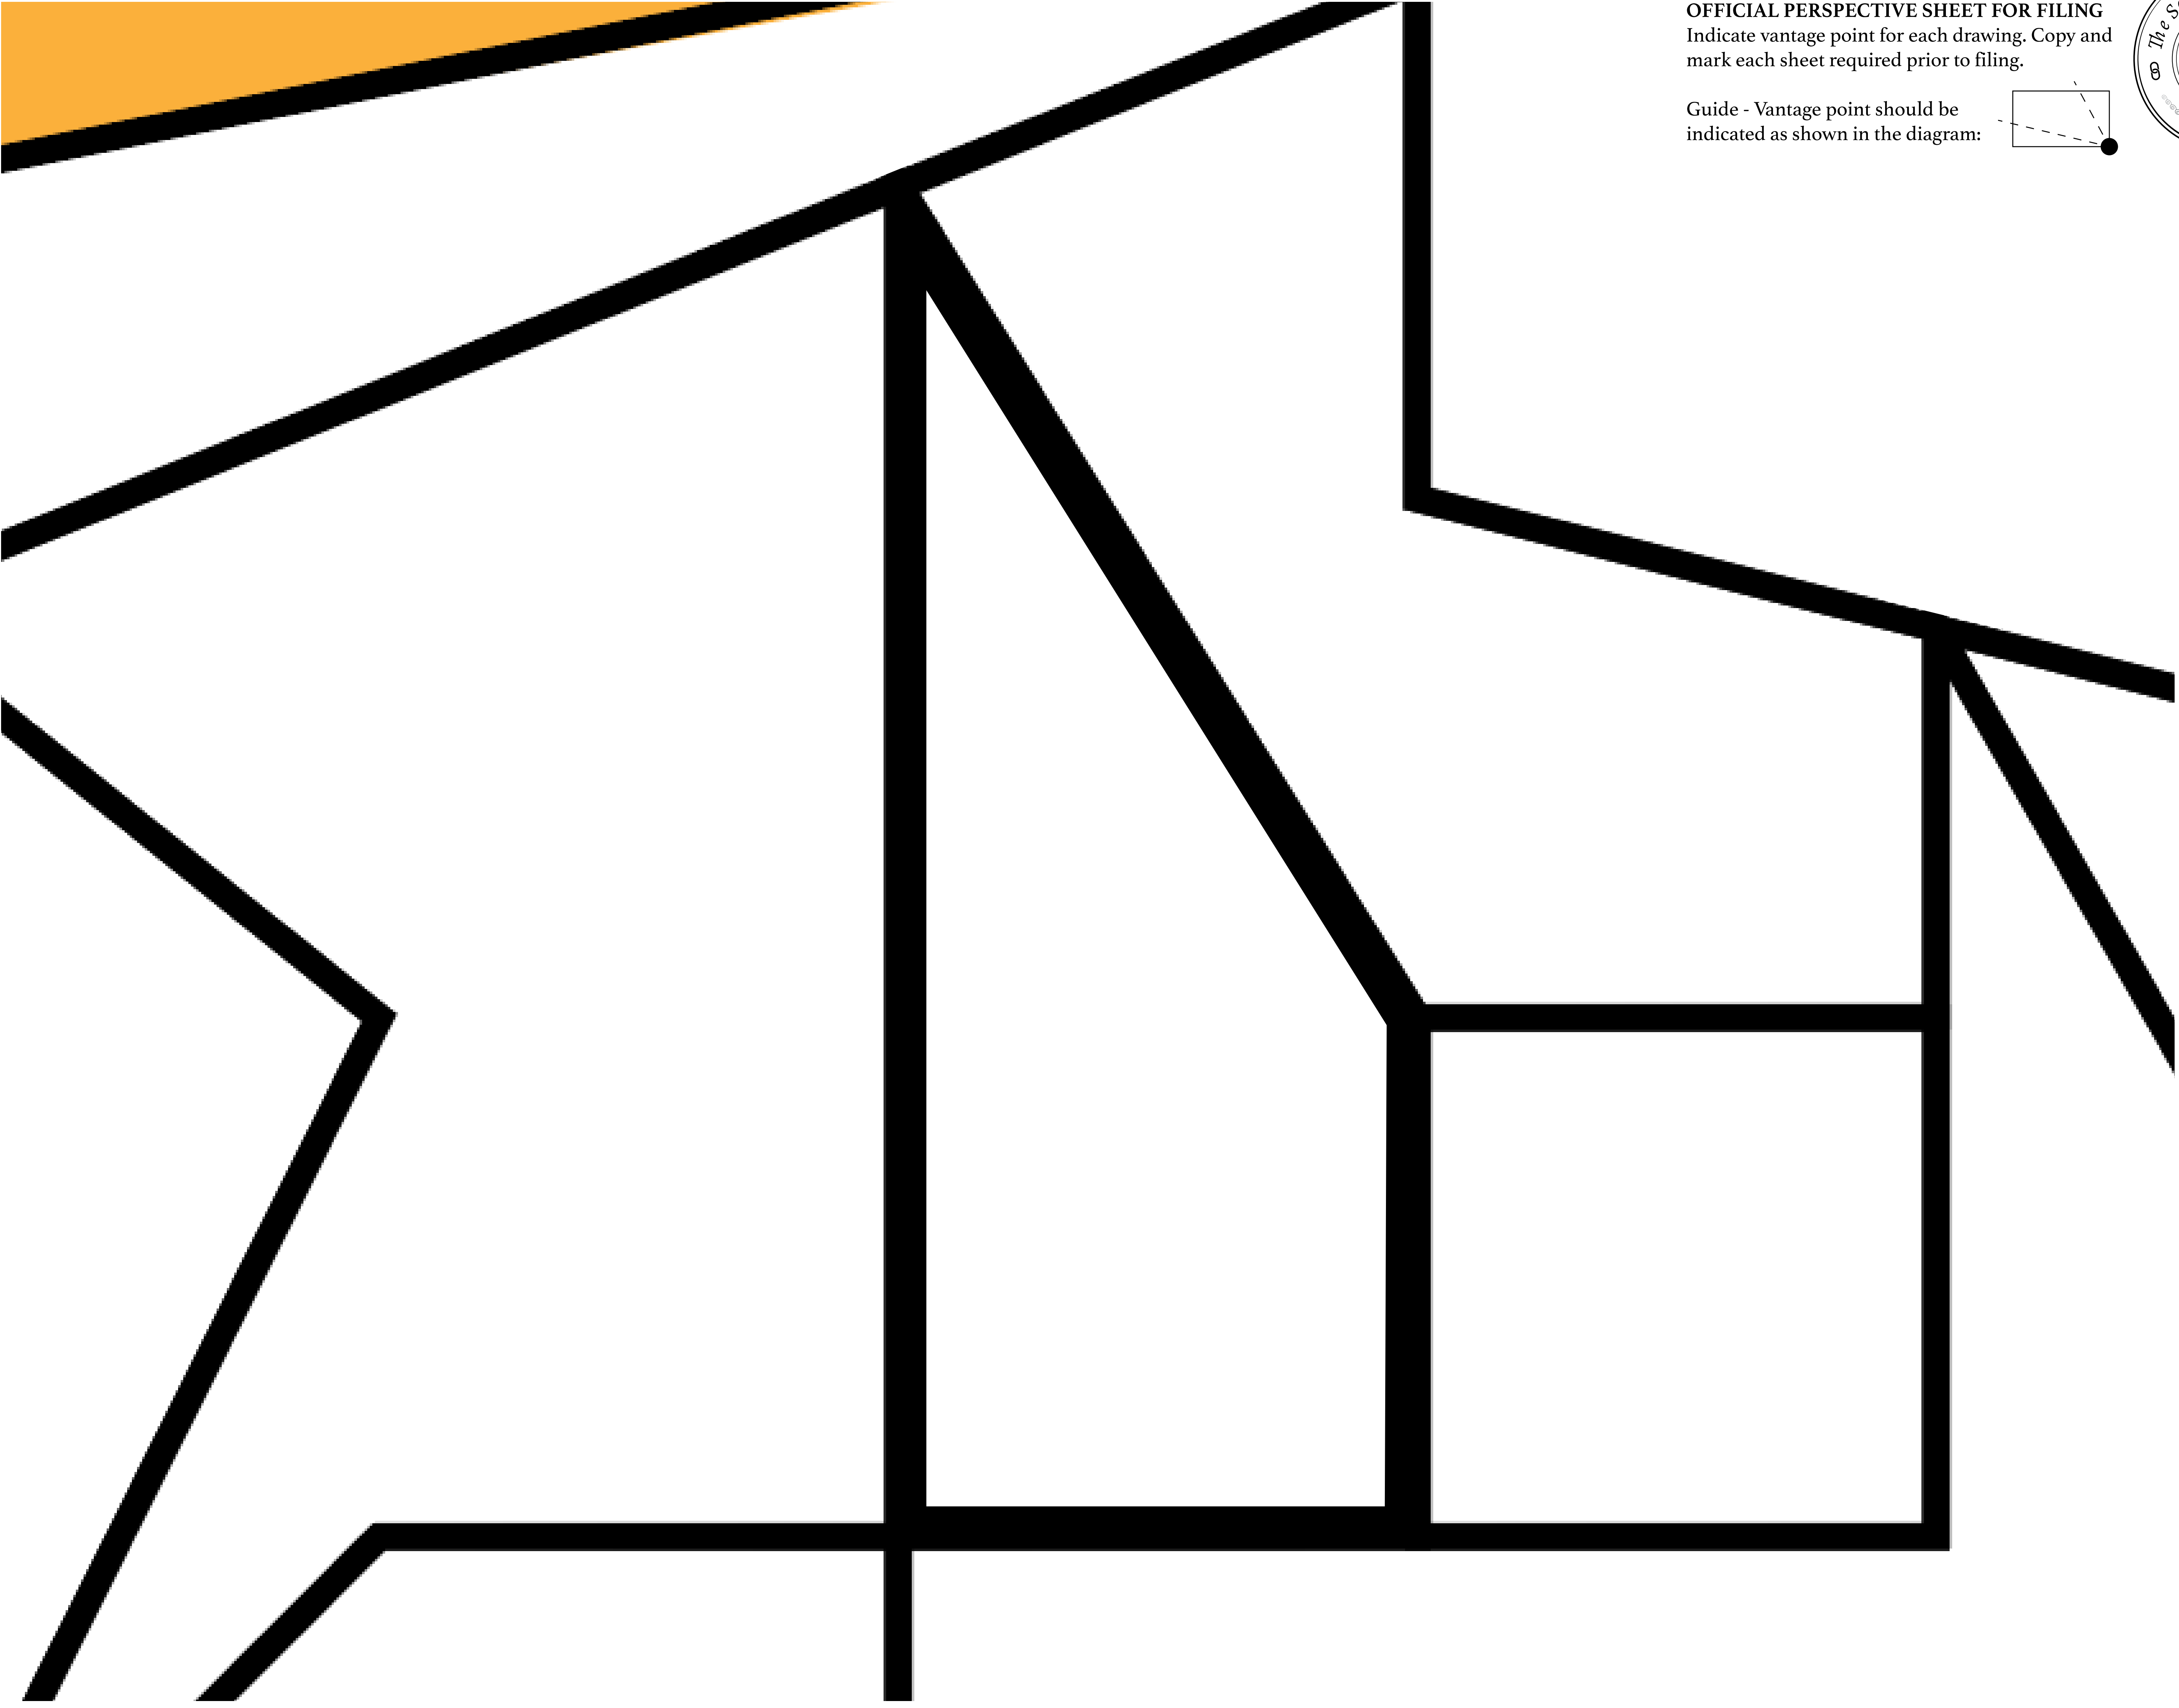 OFFICIAL PERSPECTIVE SHEET FOR FILING
Indicate vantage point for each drawing. Copy and
mark each sheet required prior to filing.
Guide - Vantage point should be
indicated as shown in the diagram:
The